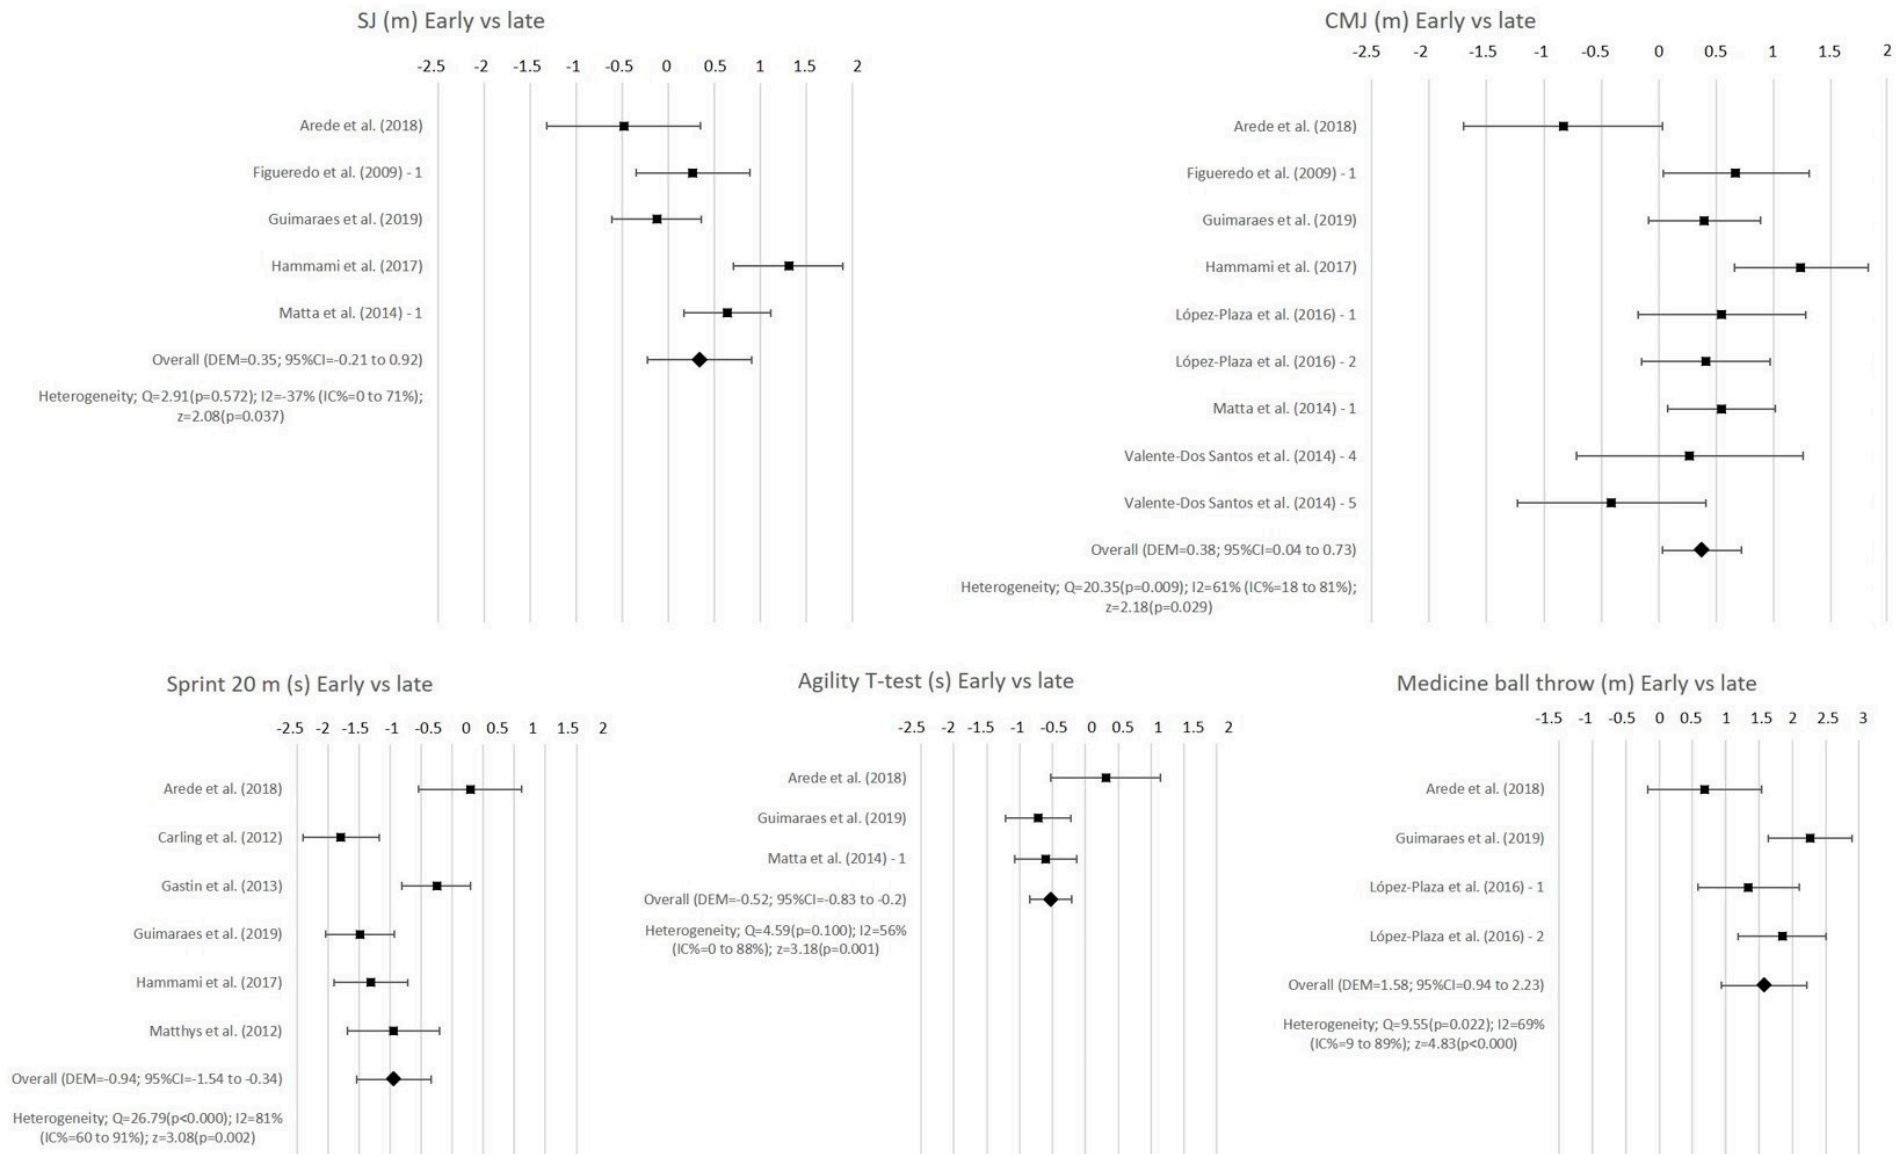 SJ (m) Early vs late
-2.5 -2 -1.5 -1 -0.5 0 0.5 1 1.5 2
Arede et al. (2018)
Figueredo et al. (2009) - 1
Guimaraes et al. (2019)
Hammami et al. (2017)
Matta et al. (2014) - 1
Overall (DEM=0.35; 95%CI=-0.21 to 0.92)
Heterogeneity; Q=2.91(p=0.572); I2=-37% (IC%=0 to 71%);
z=2.08(p=0.037)
CMJ (m) Early vs late
-2.5 -2 -1.5 -1 -0.5 0 0.5 1 1.5 2
Arede et al. (2018)
Figueredo et al. (2009) - 1
Guimaraes et al. (2019)
Hammami et al. (2017)
López-Plaza et al. (2016) - 1
López-Plaza et al. (2016) - 2
Matta et al. (2014) - 1
Valente-Dos Santos et al. (2014) - 4
Valente-Dos Santos et al. (2014) - 5
Overall (DEM=0.38; 95%CI=0.04 to 0.73)
Heterogeneity; Q=20.35(p=0.009); I2=61% (IC%=18 to 81%);
z=2.18(p=0.029)
Sprint 20 m (s) Early vs late
-2.5 -2 -1.5 -1 -0.5 0 0.5 1 1.5 2
Arede et al. (2018)
Carling et al. (2012)
Gastin et al. (2013)
Guimaraes et al. (2019)
Hammami et al. (2017)
Matthys et al. (2012)
Overall (DEM=-0.94; 95%CI=-1.54 to -0.34)
Heterogeneity; Q=26.79(p<0.000); I2=81%
(IC%=60 to 91%); z=3.08(p=0.002)
Agility T-test (s) Early vs late
-2.5 -2 -1.5 -1 -0.5 0 0.5 1 1.5 2
Arede et al. (2018)
Guimaraes et al. (2019)
Matta et al. (2014) - 1
Overall (DEM=-0.52; 95%CI=-0.83 to -0.2)
Heterogeneity; Q=4.59(p=0.100); I2=56%
(IC%=0 to 88%); z=3.18(p=0.001)
Medicine ball throw (m) Early vs late
-1.5 -1 -0.5 0 0.5 1 1.5 2 2.5 3
Arede et al. (2018)
Guimaraes et al. (2019)
López-Plaza et al. (2016) - 1
López-Plaza et al. (2016) - 2
Overall (DEM=1.58; 95%CI=0.94 to 2.23)
Heterogeneity; Q=9.55(p=0.022); I2=69%
(IC%=9 to 89%); z=4.83(p<0.000)